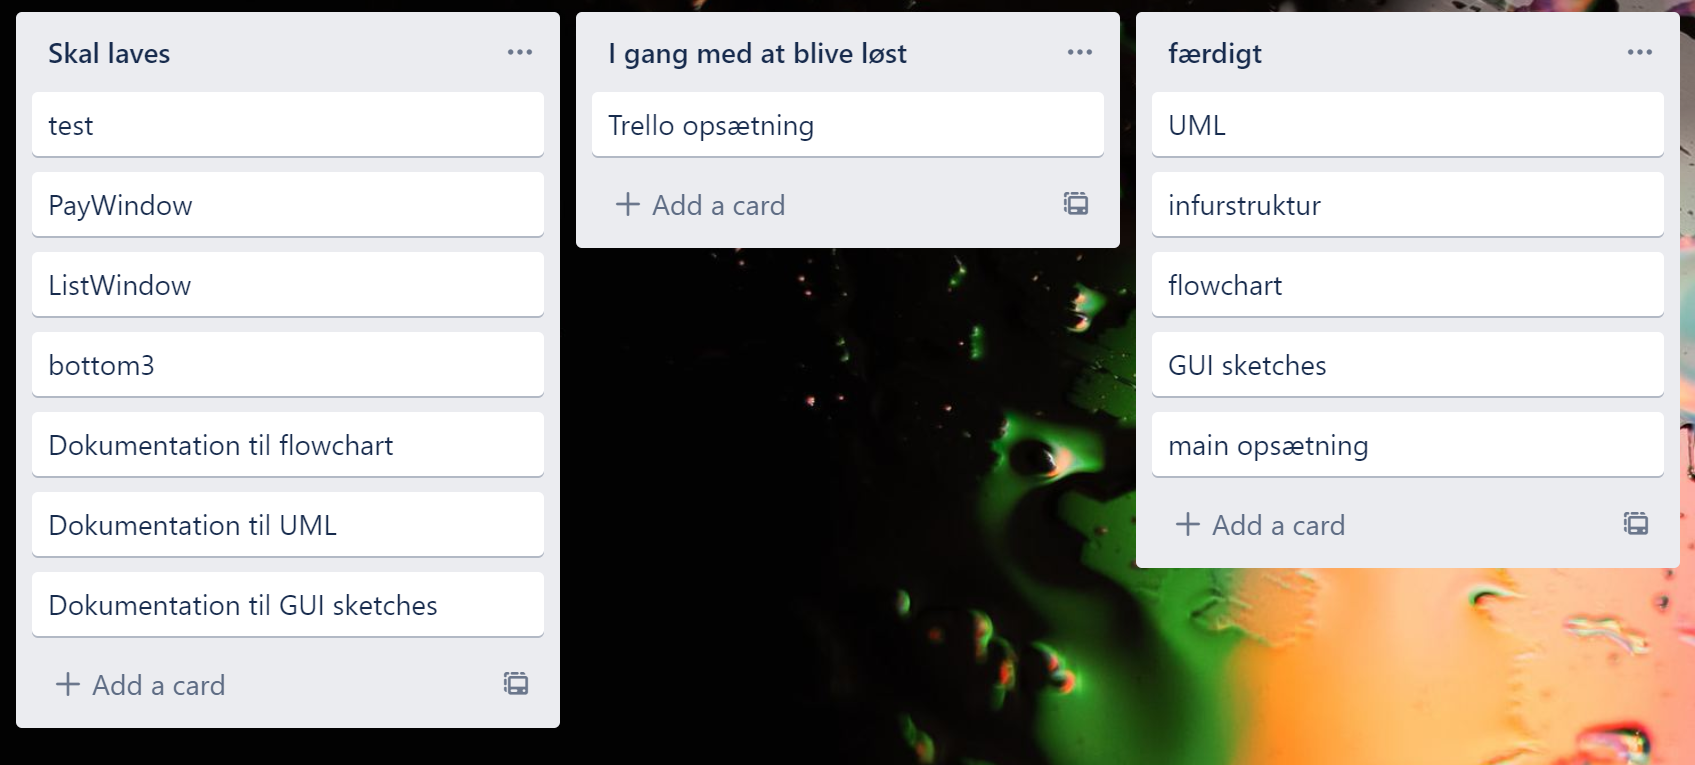 Skal laves
test
PayWindow
ListWindow
bottom3
Dokumentation til flowchart
Dokumentation til UML
Dokumentation til GUI sketches
Add a card
I gang med at blive løst
Trello opsætning
Add a card
færdigt
UML
infurstruktur
flowchart
GUI sketches
main opsætning
Add a card